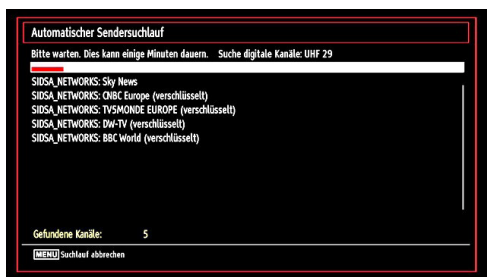 Automatischer Sendersuchlauf
Bitte warten. Dies kann einige Minuten dauern. Suche digitale Kanäle: UHF 29
SIDSA_NETWORKS: Sky News
SIDSA_NETWORKS: CNBC Europe (verschlüsselt)
SIDSA_NETWORKS: TV5MONDE EUROPE (verschlüsselt)
SIDSA_NETWORKS: DW-TV (verschlüsselt)
SIDSA_NETWORKS: BBC World (verschlüsselt)
Gefundene Kanäle: 5
MENU Suchlauf abbrechen